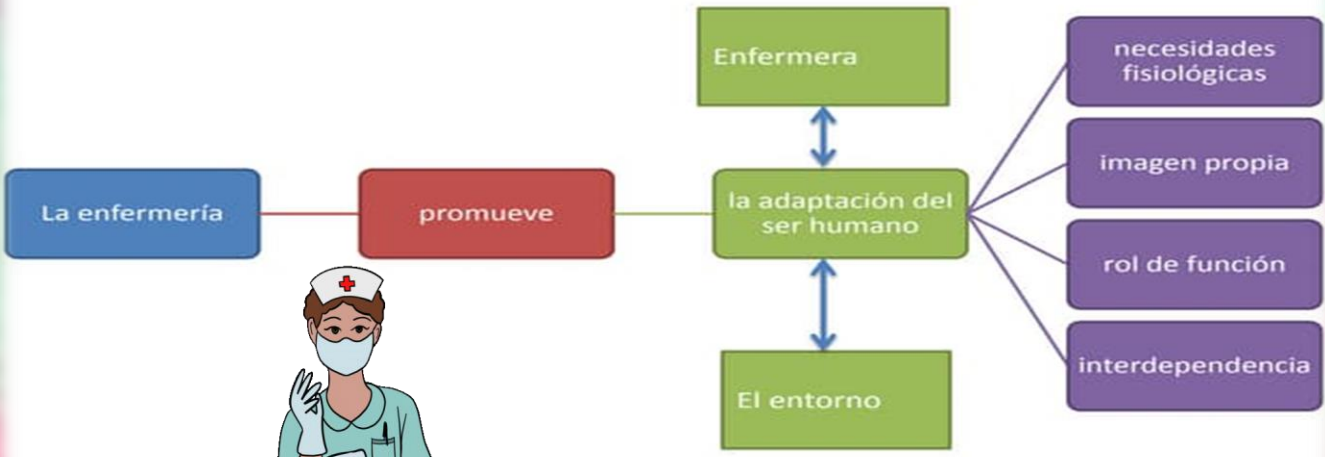 La enfermería
promueve
Enfermera
la adaptación del
ser humano
El entorno
necesidades
fisiológicas
imagen propia
rol de función
interdependencia